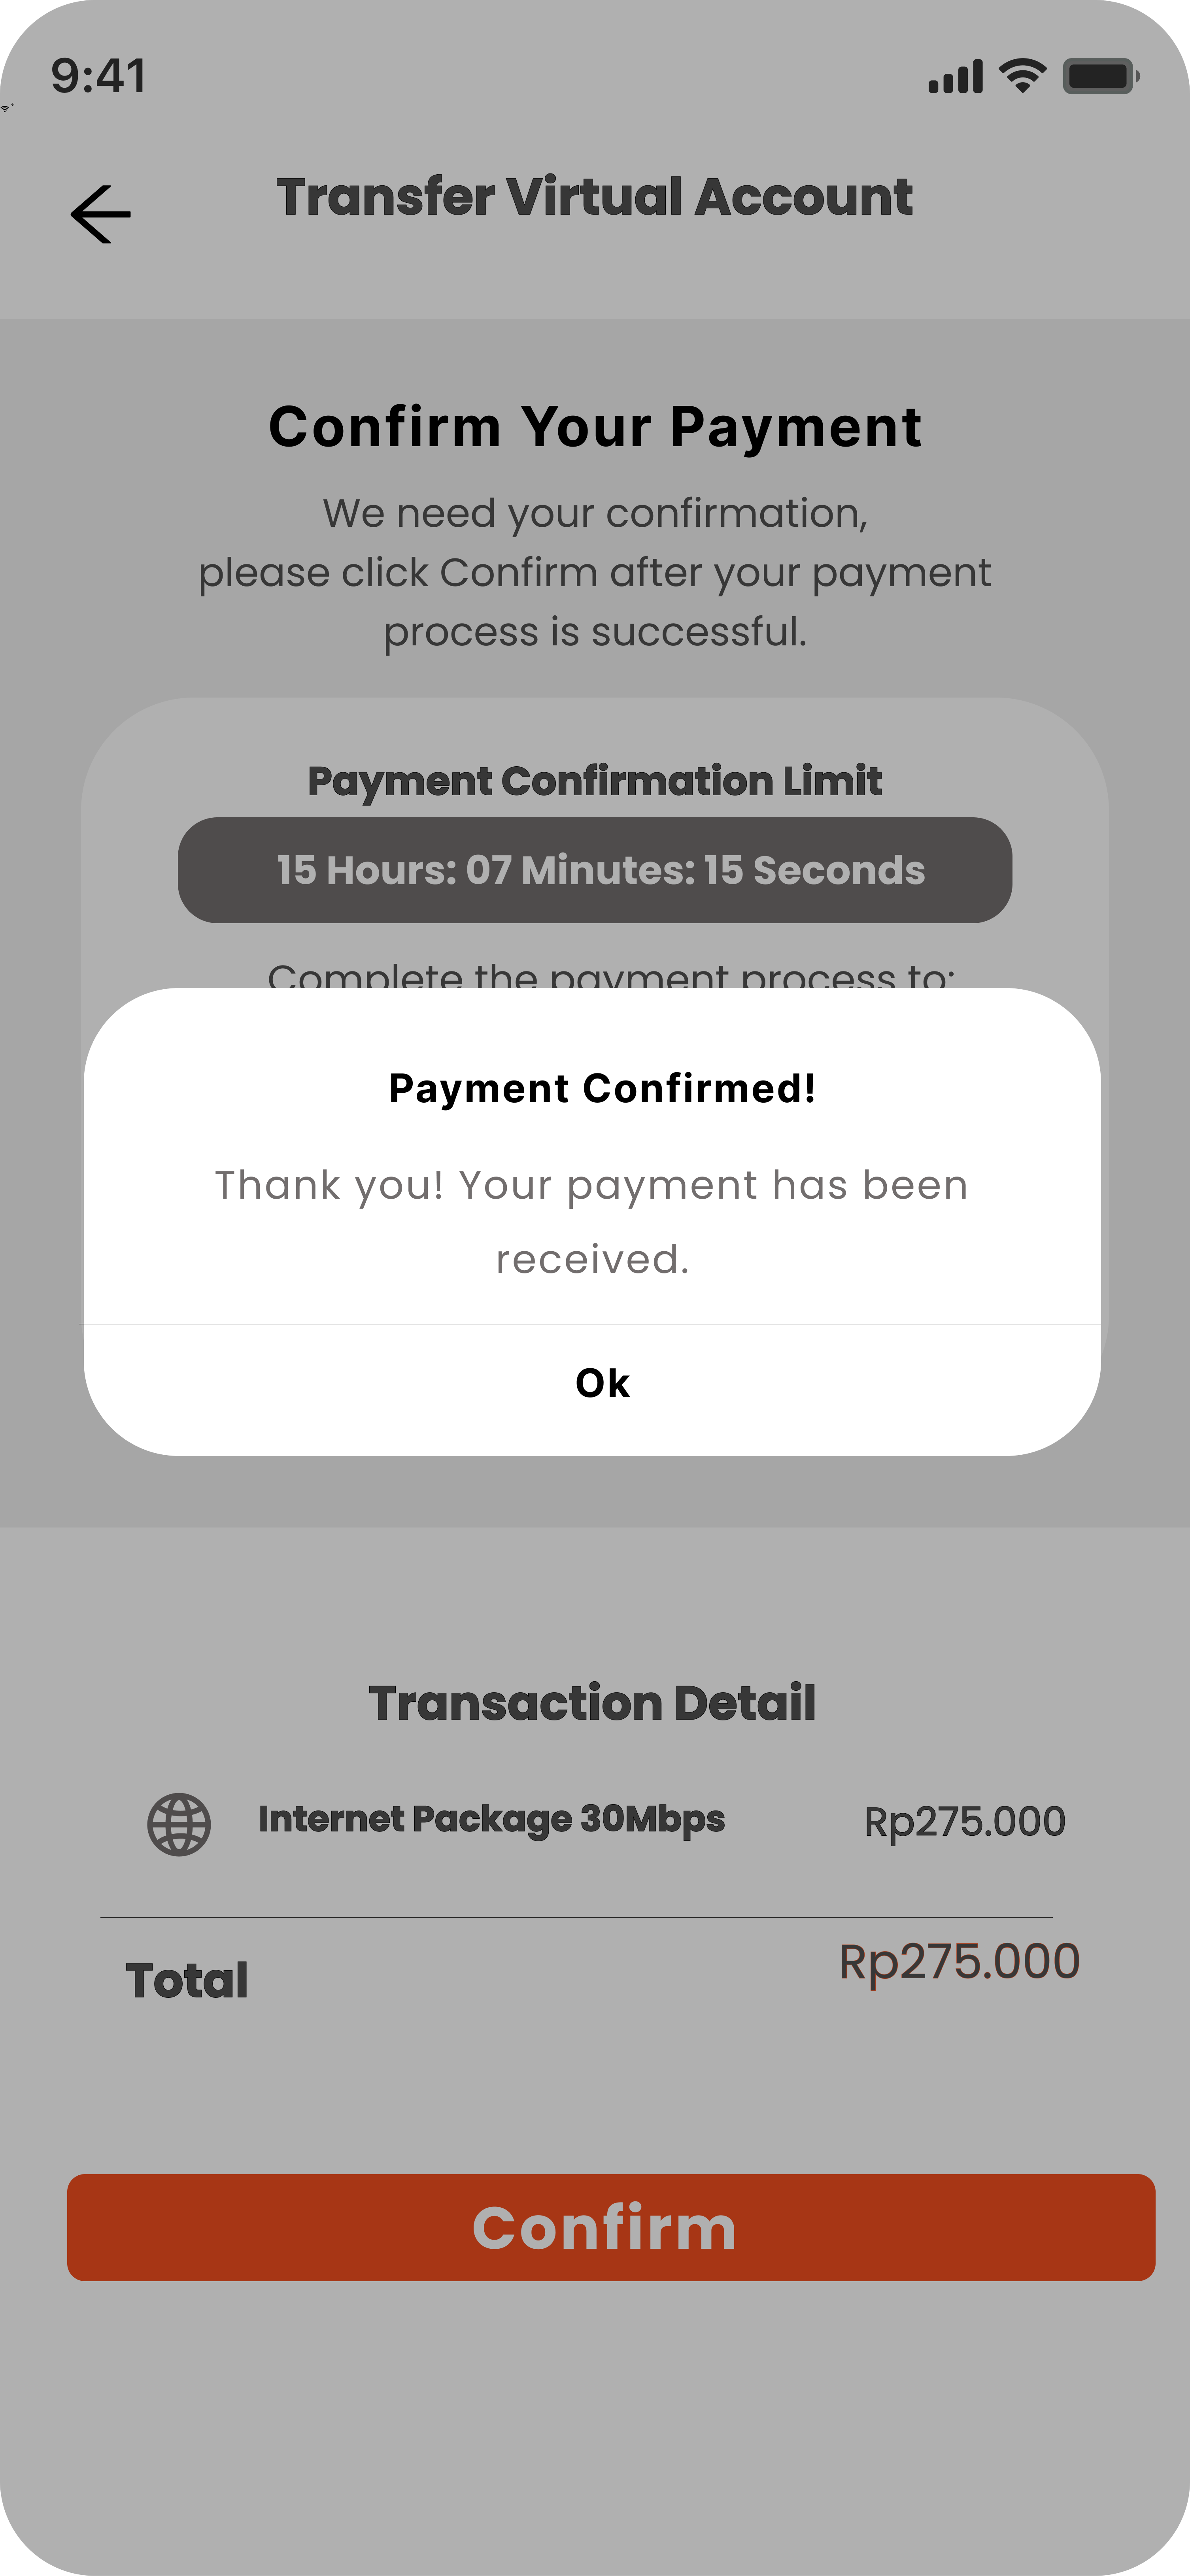 9:41
Transfer Virtual Account
Confirm Your Payment
We need your confirmation,
please click Confirm after your payment
process is successful.
Payment Confirmation Limit
15 Hours: 07 Minutes: 15 Seconds
Complete the payment process to:
Payment Confirmed!
Thank you! Your payment has been
received.
Ok
Transaction Detail
Internet Package 30Mbps Rp275.000
Total Rp275.000
Confirm